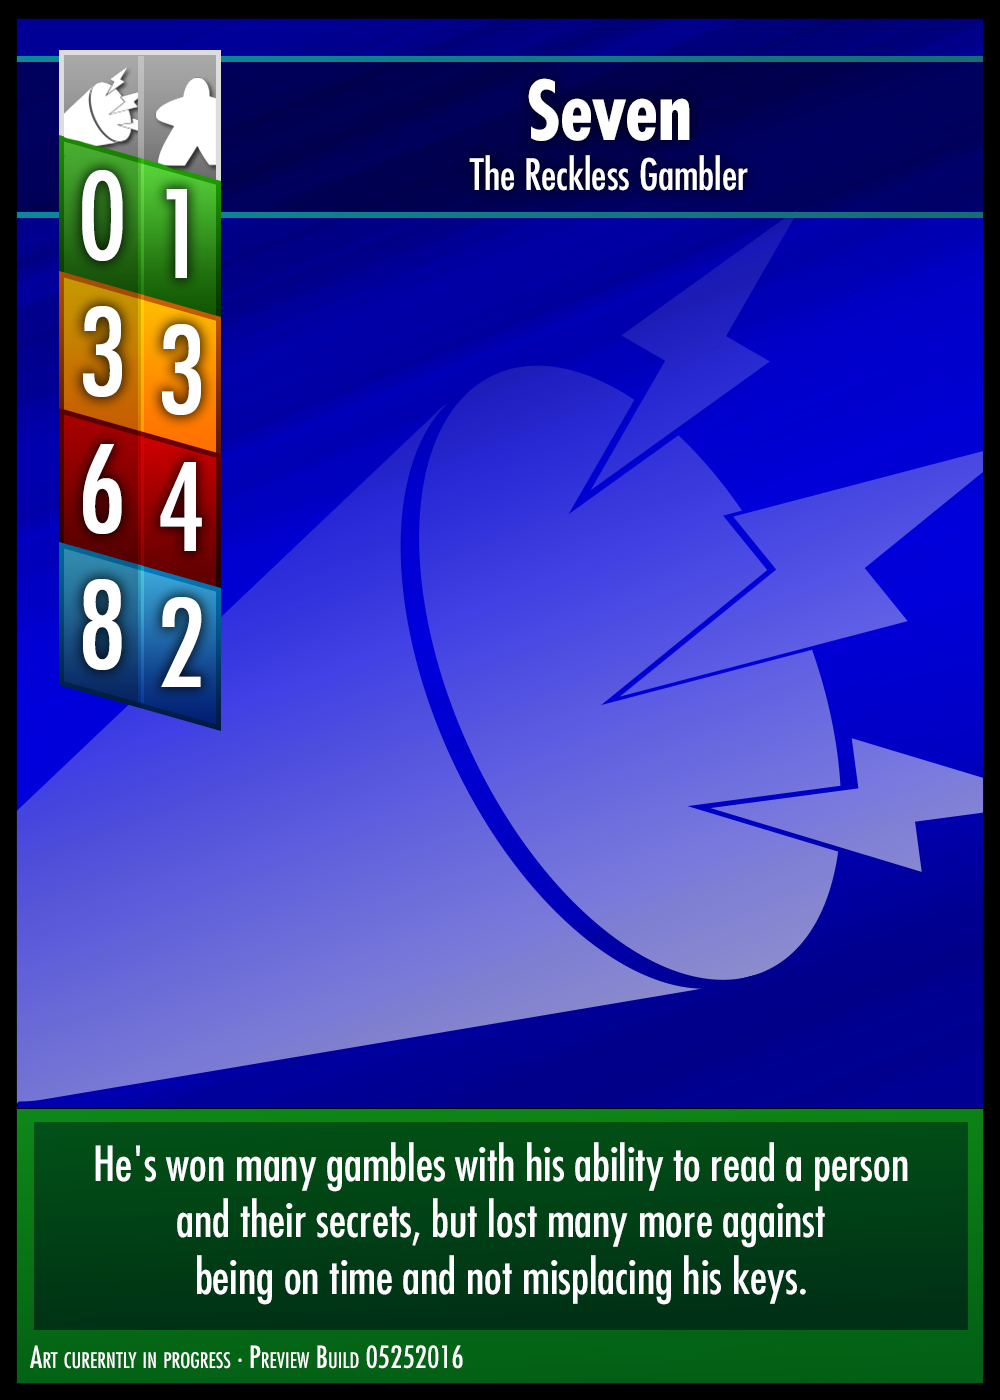 Seven
The Reckless Gambler
0 1
3 3
6 4
8 2
He's won many gambles with his ability to read a person
and their secrets, but lost many more against
being on time and not misplacing his keys.
Art curerntly in progress · Preview Build 05252016